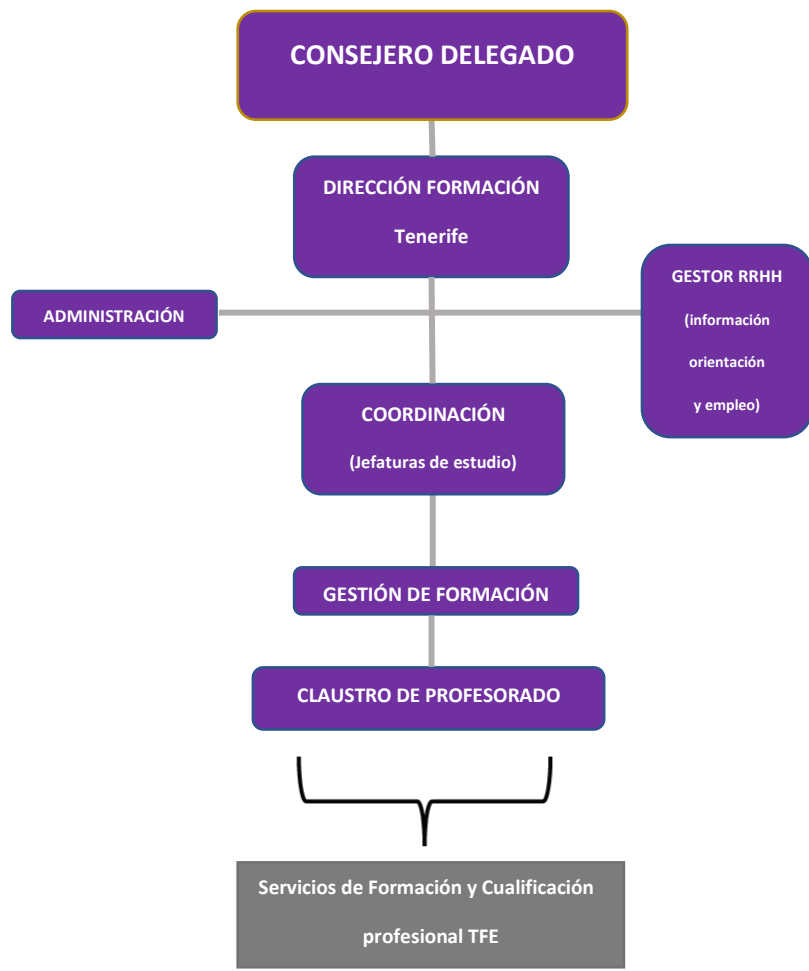 CONSEJERO DELEGADO
DIRECCIÓN FORMACIÓN
Tenerife
ADMINISTRACIÓN
GESTOR RRHH
(información
orientación
y empleo)
COORDINACIÓN
(Jefaturas de estudio)
GESTIÓN DE FORMACIÓN
CLAUSTRO DE PROFESORADO
Servicios de Formación y Cualificación
profesional TFE